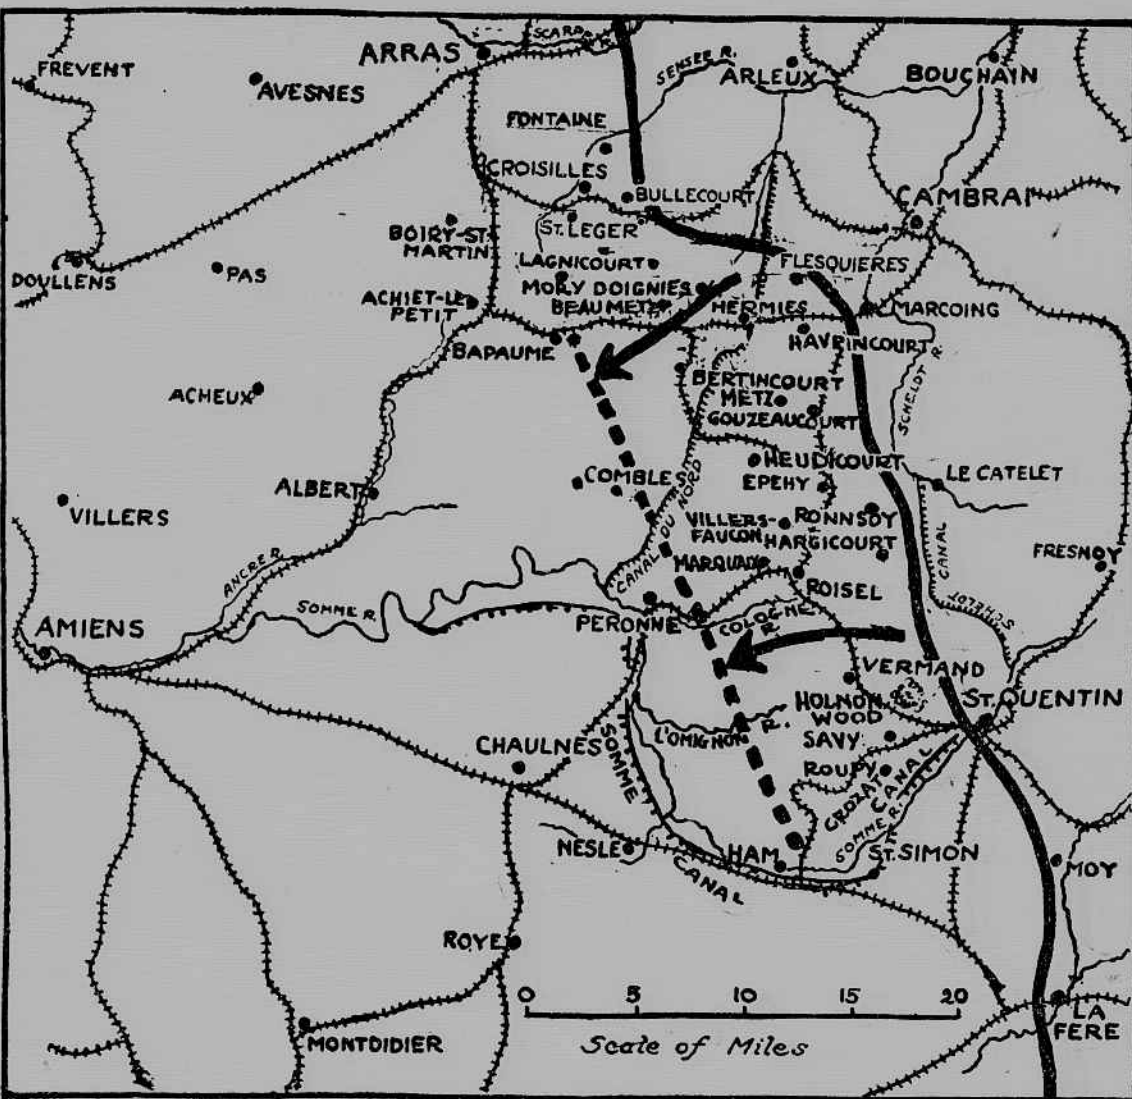 SCARP R.
ARRAS
FREVENT
AVESNES
SENSEE R.
ARLEUX
BOUCHAIN
FONTAINE
CROISILLES
BULLECOURT
CAMBRAI
ST. LEGER
BOIRY-ST.
MARTIN
DOULLENS
PAS
LAGNICOURT
FLESQUIERES
MORY DOIGNIES
BEAUMETZ
ACHIET-LE
PETIT
HERMIES
MARCOING
HAVRINCOURT
BAPAUME
SCHELDT R.
BERTINCOURT
METZ
GOUZEAUCOURT
ACHEUX
HEUDICOURT
LE CATELET
COMBLES
EPEHY
ALBERT
VILLERS
VILLERS-
FAUCON
RONNSOY
HARGICOURT
CANAL DU NORD
CANAL
SCHELDT
FRESNOY
MARQUAIX
ROISEL
ANCRE R.
SOMME R.
AMIENS
PERONNE
COLOGNE
R.
VERMAND
HOLNON
WOOD
ST. QUENTIN
L'OMIGNON R.
SAVY
CHAULNES
SOMME
ROUPY
CROZAT
CANAL
SOMME R.
NESLE
HAM
ST. SIMON
CANAL
MOY
ROYE
0 5 10 15 20
Scale of Miles
LA
FERE
MONTDIDIER